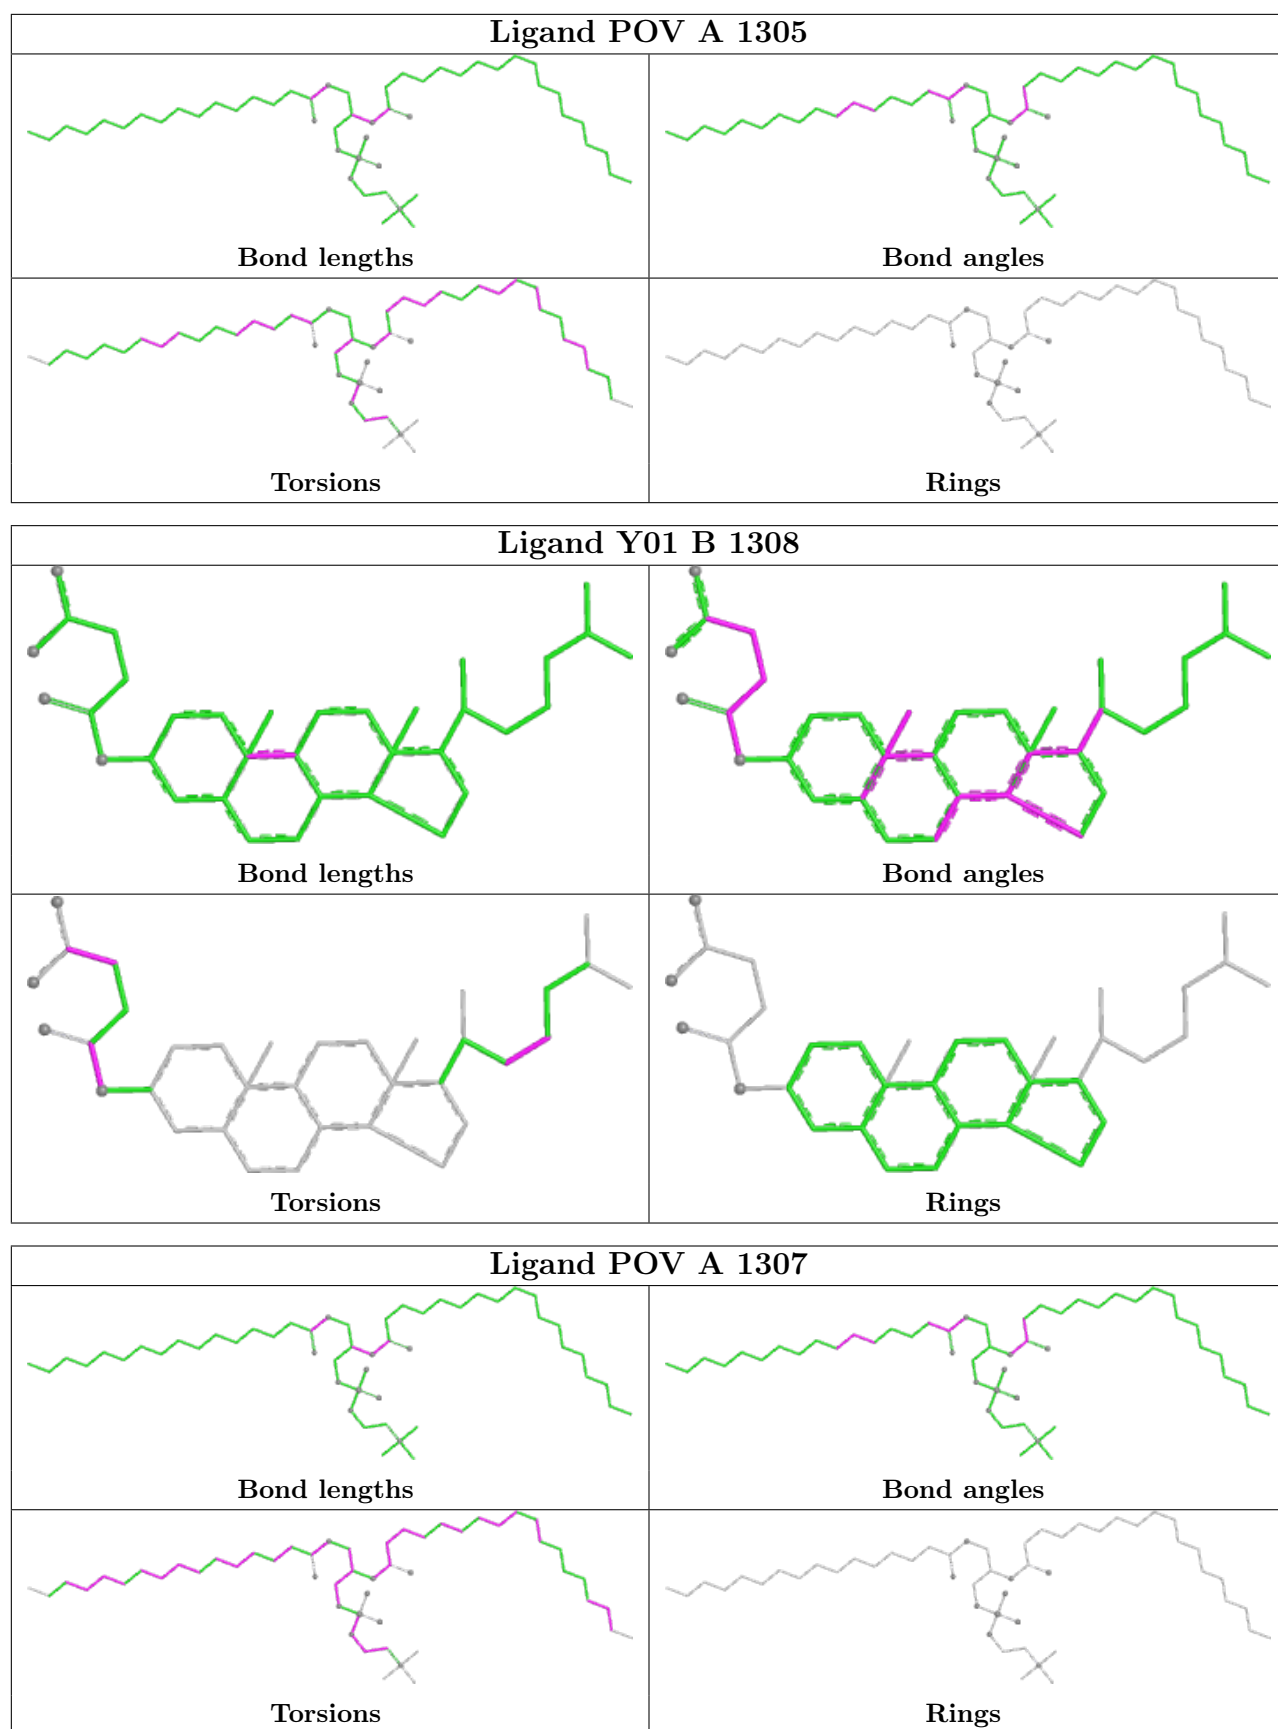 Ligand POV A 1305
Bond lengths
Bond angles
Torsions
Rings
Ligand Y01 B 1308
Bond lengths
Bond angles
Torsions
Rings
Ligand POV A 1307
Bond lengths
Bond angles
Torsions
Rings